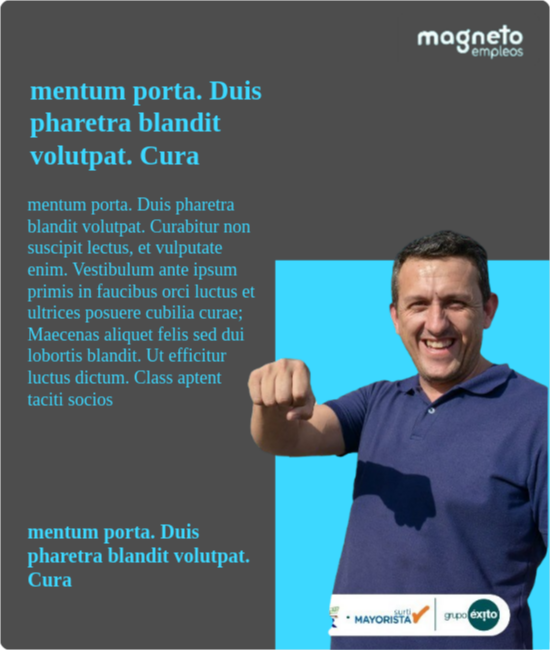 magneto
empleos
mentum porta. Duis
pharetra blandit
volutpat. Cura
mentum porta. Duis pharetra
blandit volutpat. Curabitur non
suscipit lectus, et vulputate
enim. Vestibulum ante ipsum
primis in faucibus orci luctus et
ultrices posuere cubilia curae;
Maecenas aliquet felis sed dui
lobortis blandit. Ut efficitur
luctus dictum. Class aptent
taciti socios
mentum porta. Duis
pharetra blandit volutpat.
Cura
surti
MAYORISTA
grupo éxito